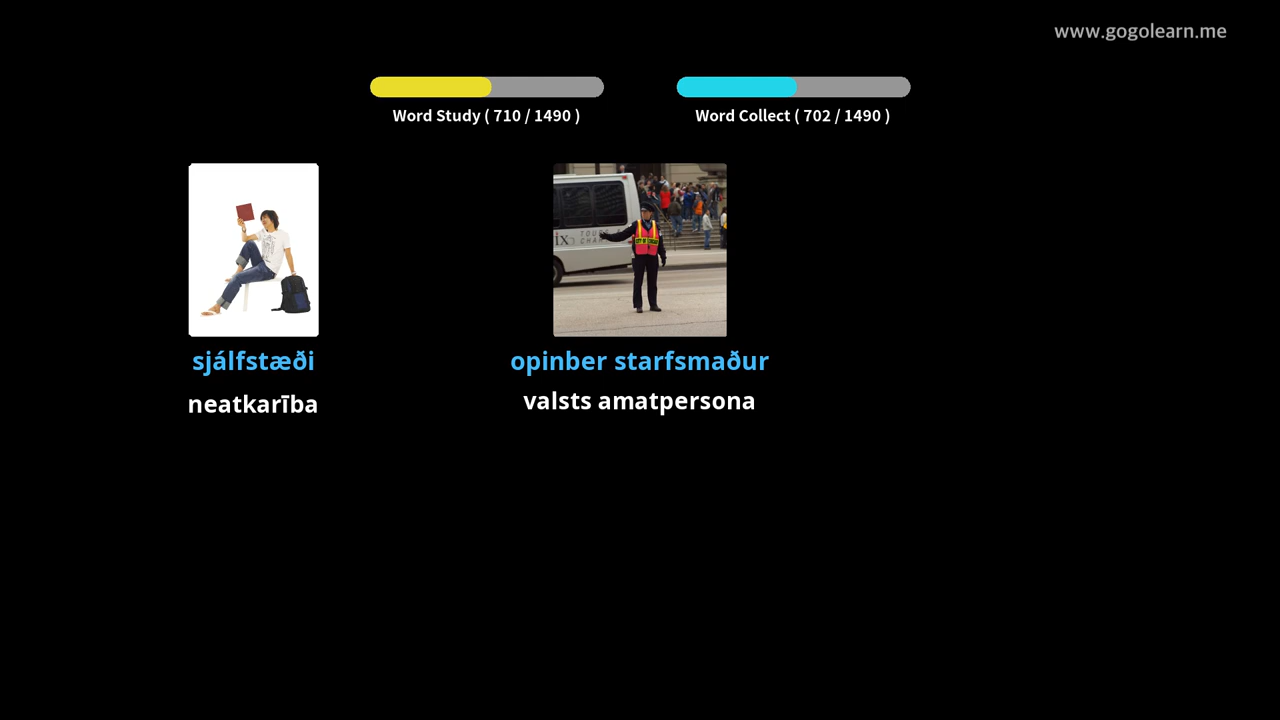 www.gogolearn.me
Word Study ( 710 / 1490 )
Word Collect ( 702 / 1490 )
sjálfstæði
opinber starfsmaður
neatkarība
valsts amatpersona